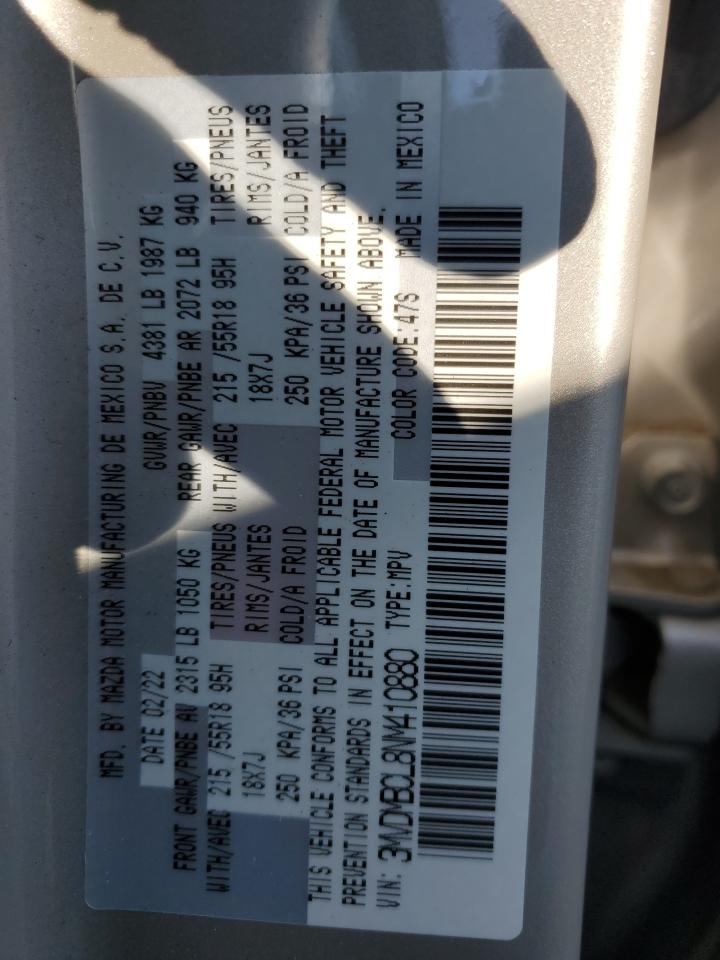 MFD. BY MAZDA MOTOR MANUFACTURING DE MEXICO S.A. DE C.V.
DATE 02/22 GVWR/PNBV 4381 LB 1987 KG
FRONT GAWR/PNBE AV 2315 LB 1050 KG REAR GAWR/PNBE AR 2072 LB 940 KG
WITH/AVEC 215 /55R18 95H TIRES/PNEUS WITH/AVEC 215 /55R18 95H TIRES/PNEUS
18X7J RIMS/JANTES 18X7J RIMS/JANTES
250 KPA/36 PSI COLD/A FROID 250 KPA/36 PSI COLD/A FROID
THIS VEHICLE CONFORMS TO ALL APPLICABLE FEDERAL MOTOR VEHICLE SAFETY AND THEFT
PREVENTION STANDARDS IN EFFECT ON THE DATE OF MANUFACTURE SHOWN ABOVE.
VIN: 3MVDMBCL8NM410880 TYPE:MPV COLOR CODE:47S MADE IN MEXICO